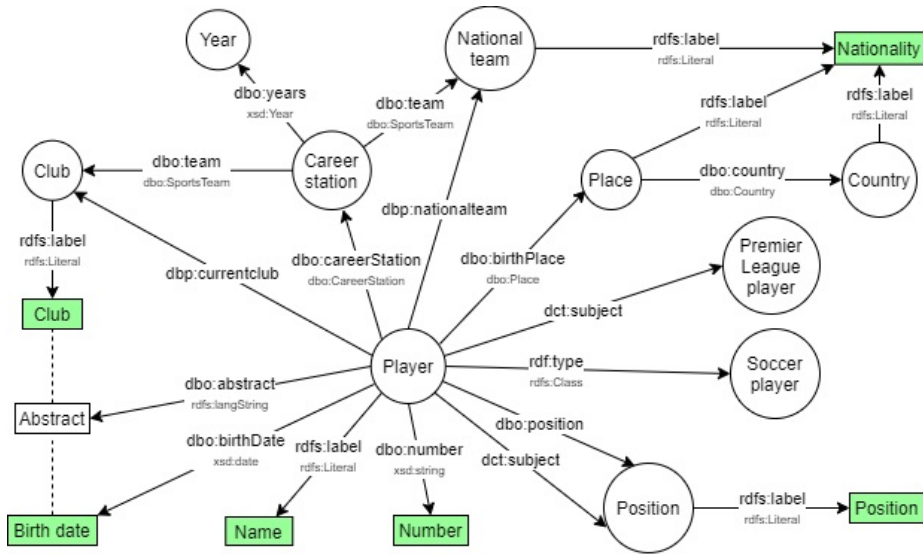 Year
National
team
rdfs:label
rdfs:Literal
Nationality
dbo:years
xsd:Year
dbo:team
dbo:SportsTeam
rdfs:label
rdfs:Literal
rdfs:label
rdfs:Literal
Club
dbo:team
dbo:SportsTeam
Career
station
Place
dbo:country
dbo:Country
Country
dbp:nationalteam
rdfs:label
rdfs:Literal
dbp:currentclub
dbo:careerStation
dbo:CareerStation
dbo:birthPlace
dbo:Place
Premier
League
player
Club
dct:subject
Player
rdf:type
rdfs:Class
Soccer
player
dbo:abstract
rdfs:langString
Abstract
dbo:birthDate
xsd:date
rdfs:label
rdfs:Literal
dbo:number
xsd:string
dbo:position
dct:subject
Birth date
Name
Number
Position
rdfs:label
rdfs:Literal
Position